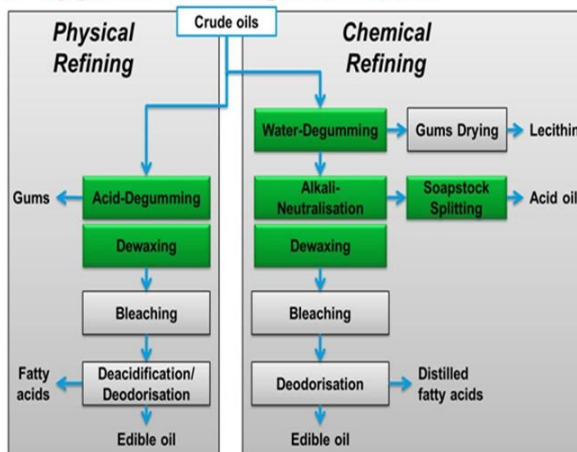 Crude oils
Physical
Refining
Chemical
Refining
Water-Degumming
Gums Drying
Lecithin
Gums
Acid-Degumming
Alkali-
Neutralisation
Soapstock
Splitting
Acid oil
Dewaxing
Dewaxing
Bleaching
Bleaching
Fatty
acids
Deacidification/
Deodorisation
Deodorisation
Distilled
fatty acids
Edible oil
Edible oil